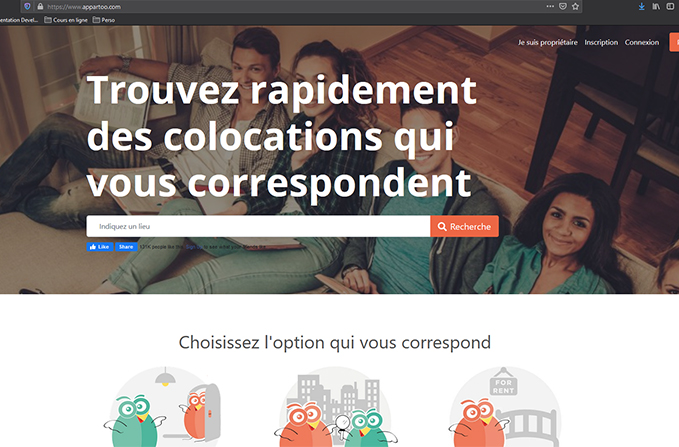 https://www.appartoo.com
entation Devel...
Cours en ligne
Perso
Je suis propriétaire
Inscription
Connexion
Trouvez rapidement
des colocations qui
vous correspondent
Indiquez un lieu
Recherche
Like
Share
people like this.
Choisissez l'option qui vous correspond
FOR
RENT